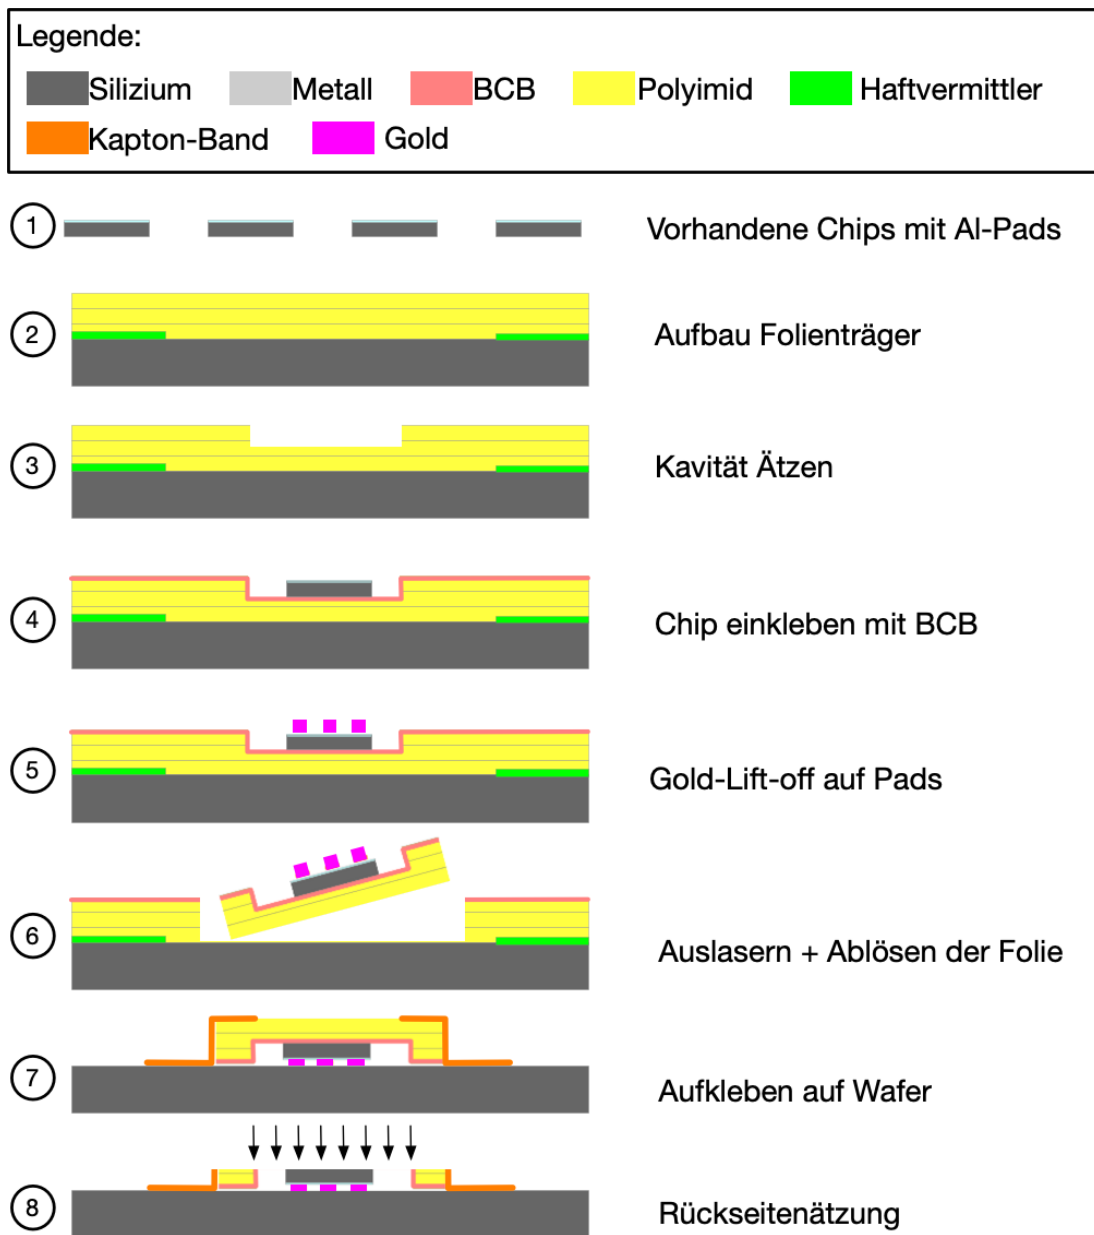 Legende:
Silizium Metall BCB Polyimid Haftvermittler
Kapton-Band Gold
1 Vorhandene Chips mit Al-Pads
2 Aufbau Folienträger
3 Kavität Ätzen
4 Chip einkleben mit BCB
5 Gold-Lift-off auf Pads
6 Auslasern + Ablösen der Folie
7 Aufkleben auf Wafer
8 Rückseitenätzung